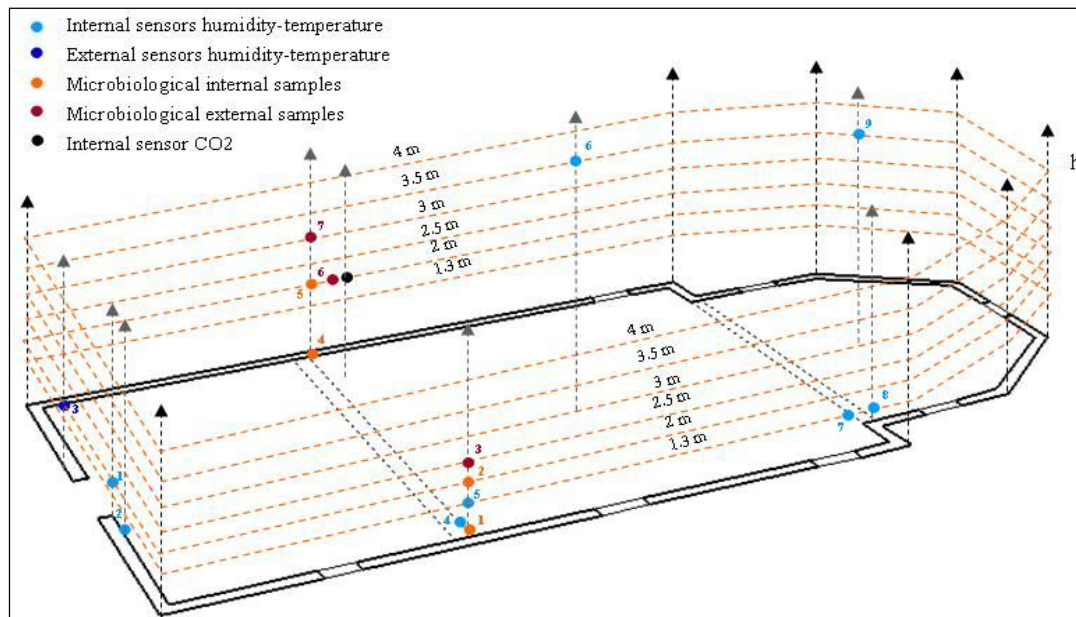 Internal sensors humidity-temperature
External sensors humidity-temperature
Microbiological internal samples
Microbiological external samples
Internal sensor CO2
h
9
6
4 m
3.5 m
3 m
2.5 m
2 m
1.3 m
7
6
5
4
3
4 m
3.5 m
3 m
2.5 m
2 m
1.3 m
8
7
3
2
1
5
4
1
2